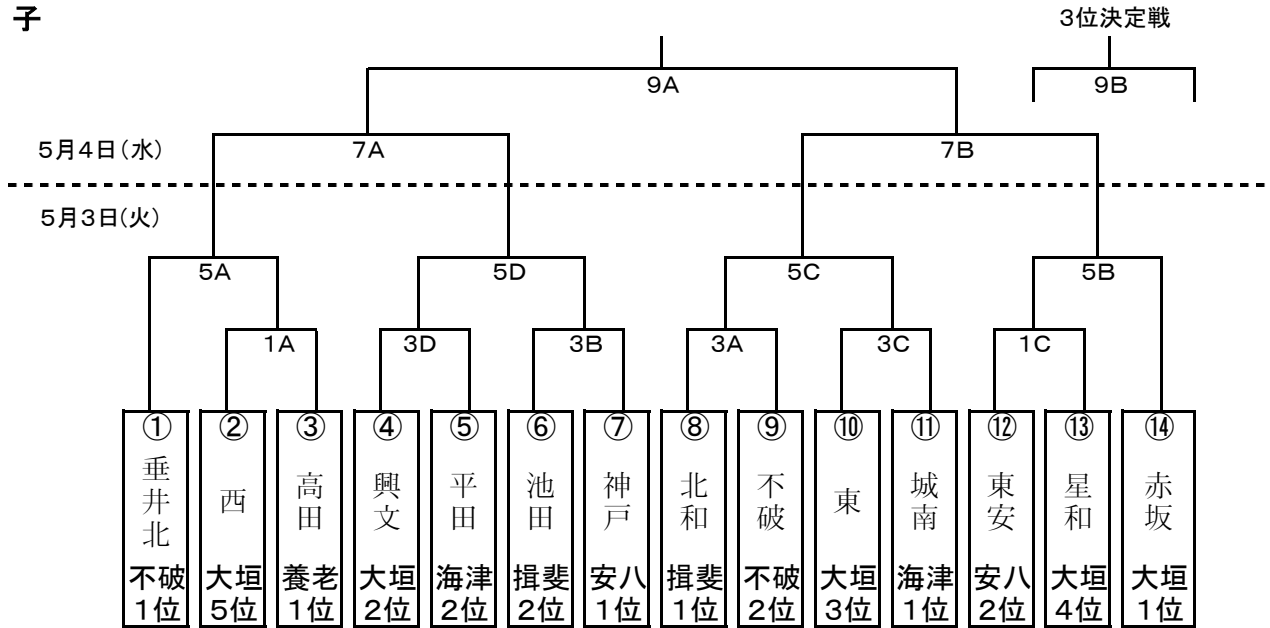 子
3位決定戦
9A
9B
5月4日(水)
7A
7B
5月3日(火)
5A
5D
5C
5B
1A
3D
3B
3A
3C
1C
① ② ③ ④ ⑤ ⑥ ⑦ ⑧ ⑨ ⑩ ⑪ ⑫ ⑬ ⑭
垂井北 西 高田 興文 平田 池田 神戸 北和 不破 東 城南 東安 星和 赤坂
不破 大垣 養老 大垣 海津 揖斐 安八 揖斐 不破 大垣 海津 安八 大垣 大垣
1位 5位 1位 2位 2位 2位 1位 1位 2位 3位 1位 2位 4位 1位